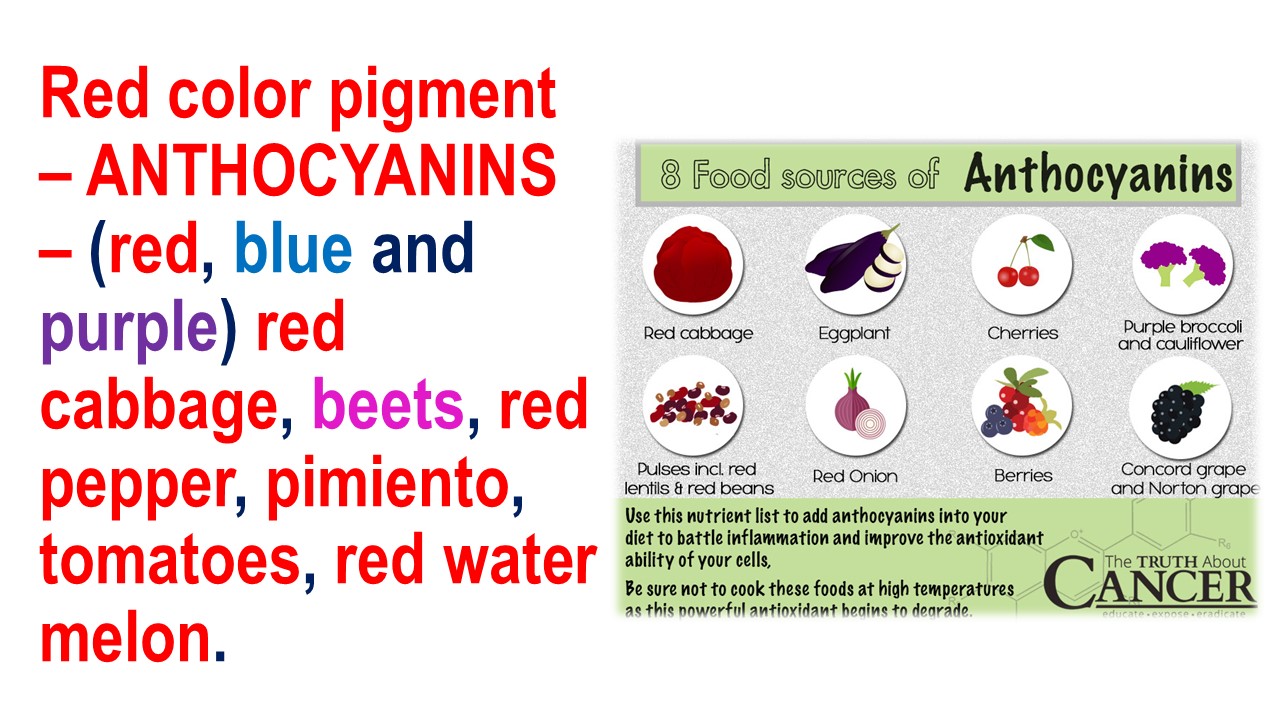 Red color pigment
– ANTHOCYANINS
– (red, blue and
purple) red
cabbage, beets, red
pepper, pimiento,
tomatoes, red water
melon.
8 Food sources of Anthocyanins
Red cabbage
Eggplant
Cherries
Purple broccoli
and cauliflower
Pulses incl. red
lentils & red beans
Red Onion
Berries
Concord grape
and Norton grape
Use this nutrient list to add anthocyanins into your
diet to battle inflammation and improve the antioxidant
ability of your cells,
Be sure not to cook these foods at high temperatures
as this powerful antioxidant begins to degrade.
O+
R6
The TRUTH About
CANCER
educate • expose • eradicate